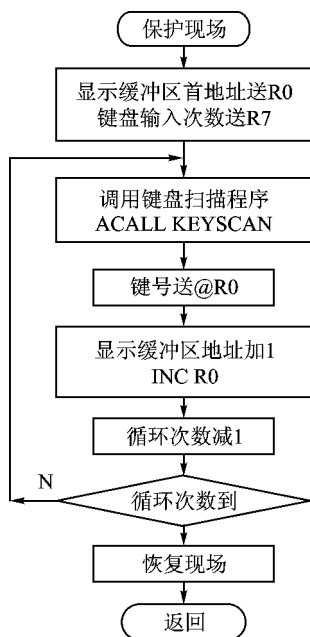 保护现场
显示缓冲区首地址送R0
键盘输入次数送R7
调用键盘扫描程序
ACALL KEYSCAN
键号送@R0
显示缓冲区地址加1
INC R0
循环次数减1
N
循环次数到
恢复现场
返回